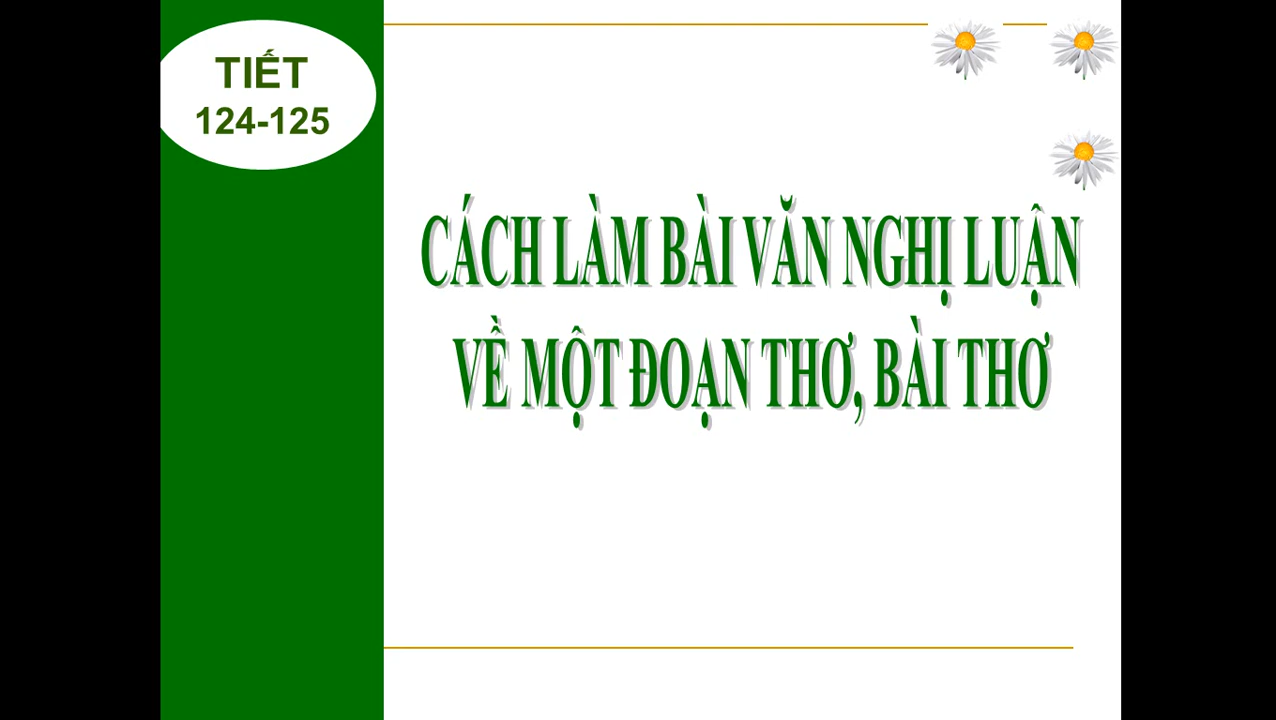 TIẾT
124-125
CÁCH LÀM BÀI VĂN NGHỊ LUẬN
VỀ MỘT ĐOẠN THƠ, BÀI THƠ